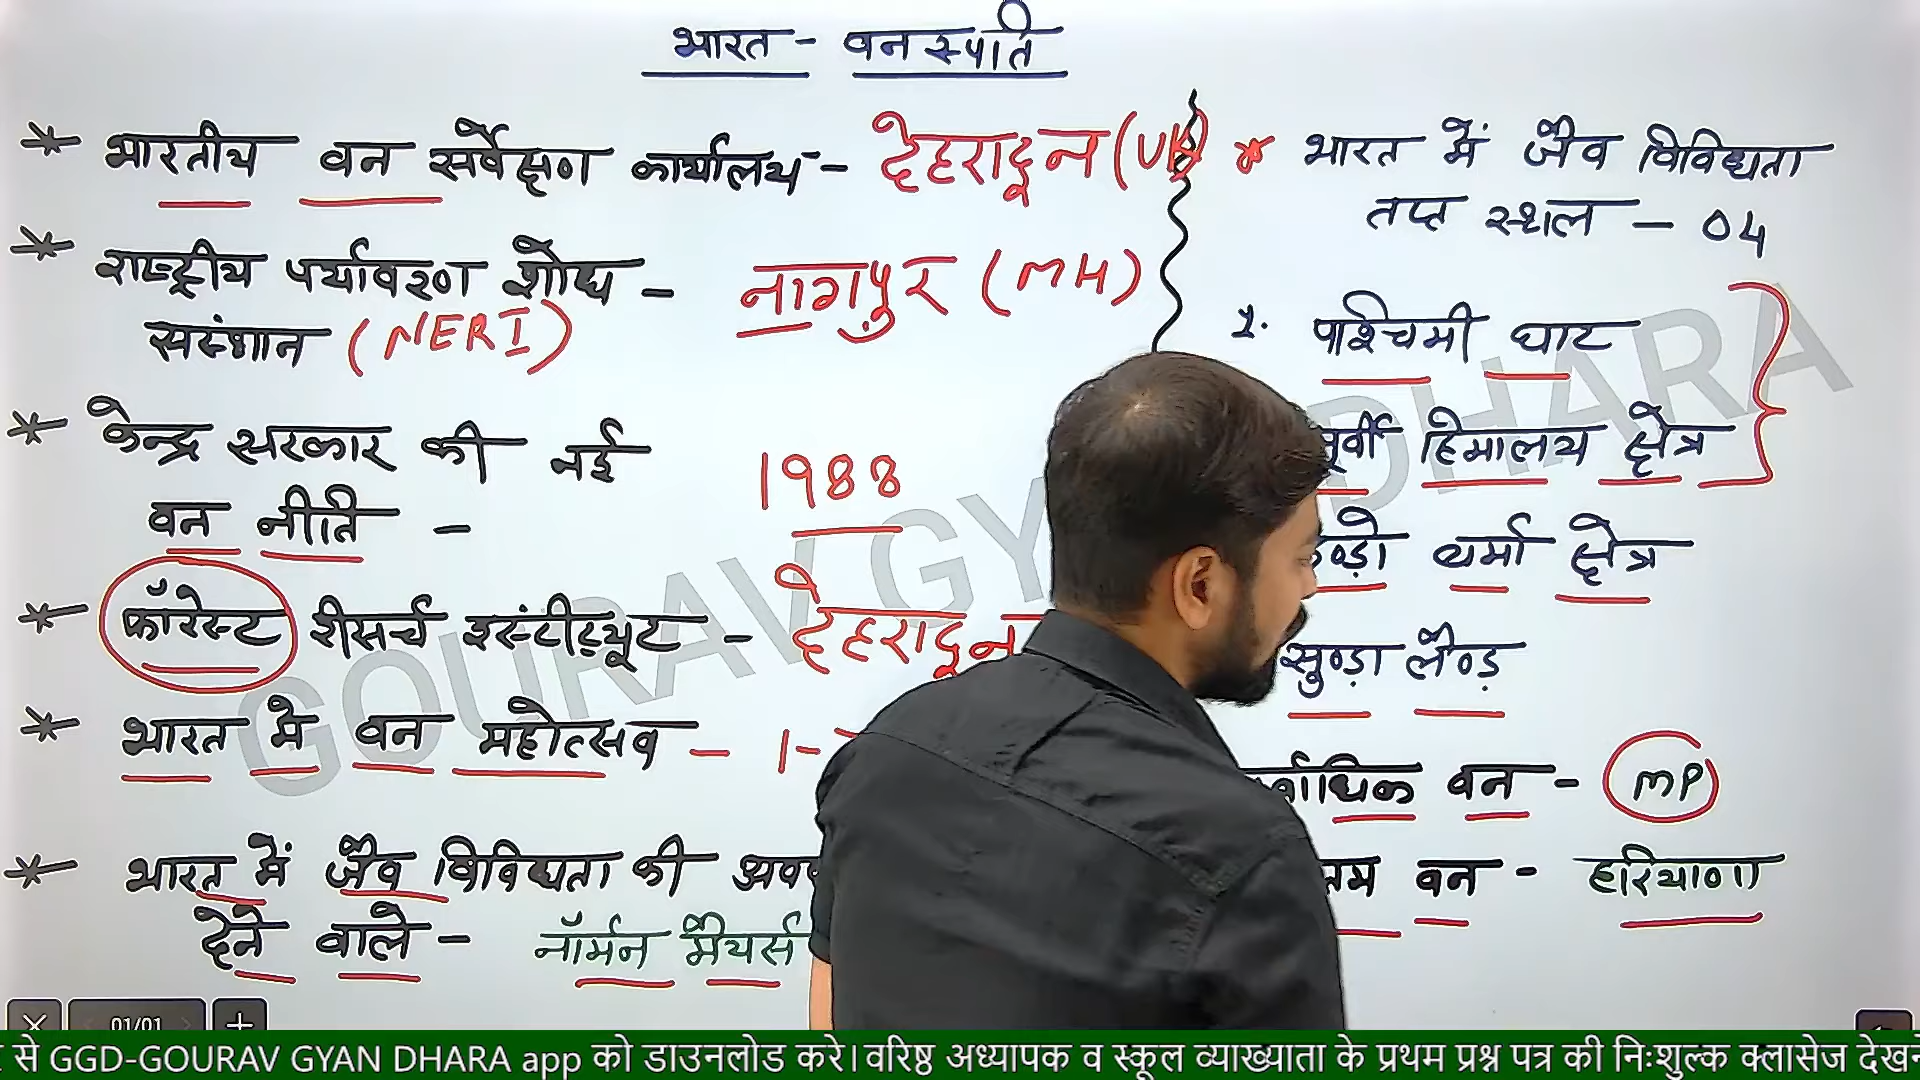 भारत - वनस्पति
* भारतीय वन सर्वेक्षण कार्यालय - देहरादून (UK)
* राष्ट्रीय पर्यावरण शोध - नागपुर (MH)
संस्थान (NERI)
* केन्द्र सरकार की नई
वन नीति - 1988
* फॉरेस्ट रीसर्च इंस्टीट्यूट - देहरादून
* भारत मे वन महोत्सव - 1-
* भारत में जैव विविधता की
देने वाले - नॉर्मन मैयर्स
* भारत में जैव विविधता
तप्त स्थल - 04
1. पश्चिमी घाट
हिमालय क्षेत्र
वर्मा क्षेत्र
सुण्डा लैण्ड
वन - MP
वन - हरियाणा
GOURAV GYAN DHARA
01/01
से GGD-GOURAV GYAN DHARA app को डाउनलोड करे।वरिष्ठ अध्यापक व स्कूल व्याख्याता के प्रथम प्रश्न पत्र की निःशुल्क क्लासेज